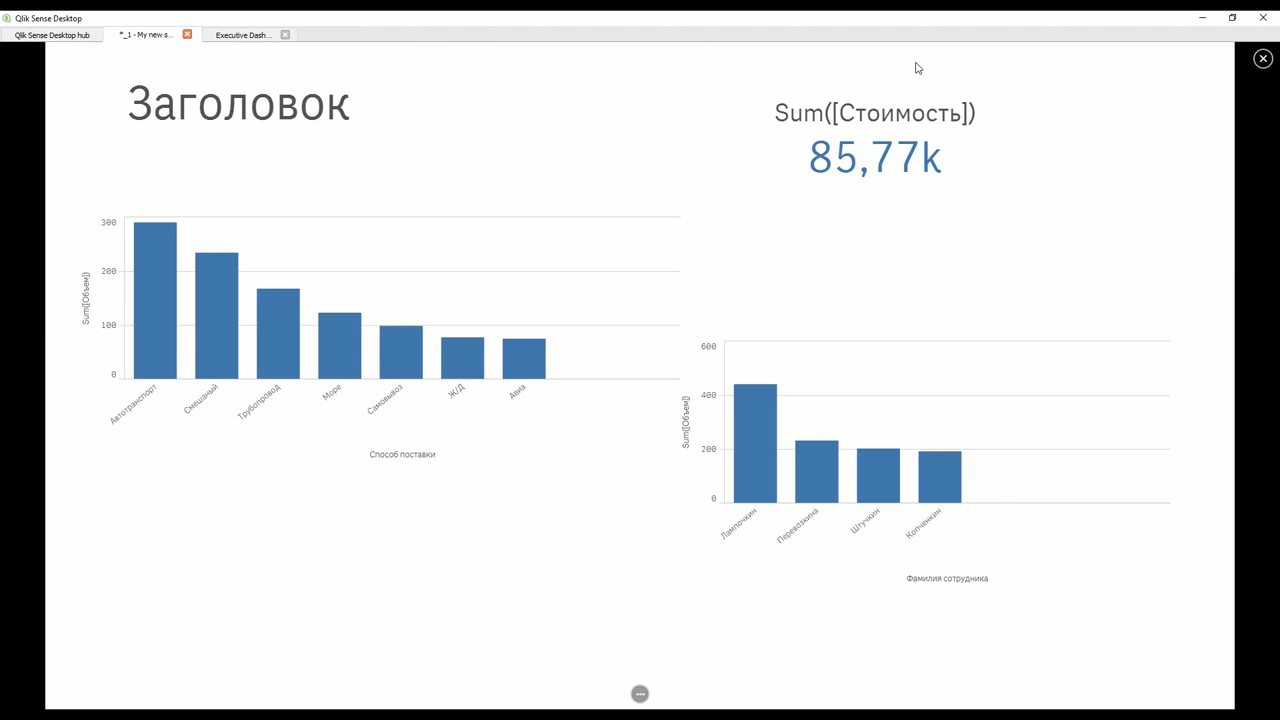 Qlik Sense Desktop
Qlik Sense Desktop hub
*_1 - My new s...
Executive Dash...
Заголовок
Sum([Стоимость])
85,77k
300
200
100
0
Sum([Объем])
Автотранспорт
Смешаный
Трубопровод
Море
Самовывоз
Ж/Д
Авиа
Способ поставки
600
400
200
0
Sum([Объем])
Лампочкин
Перевозкина
Штучкин
Копченкин
Фамилия сотрудника